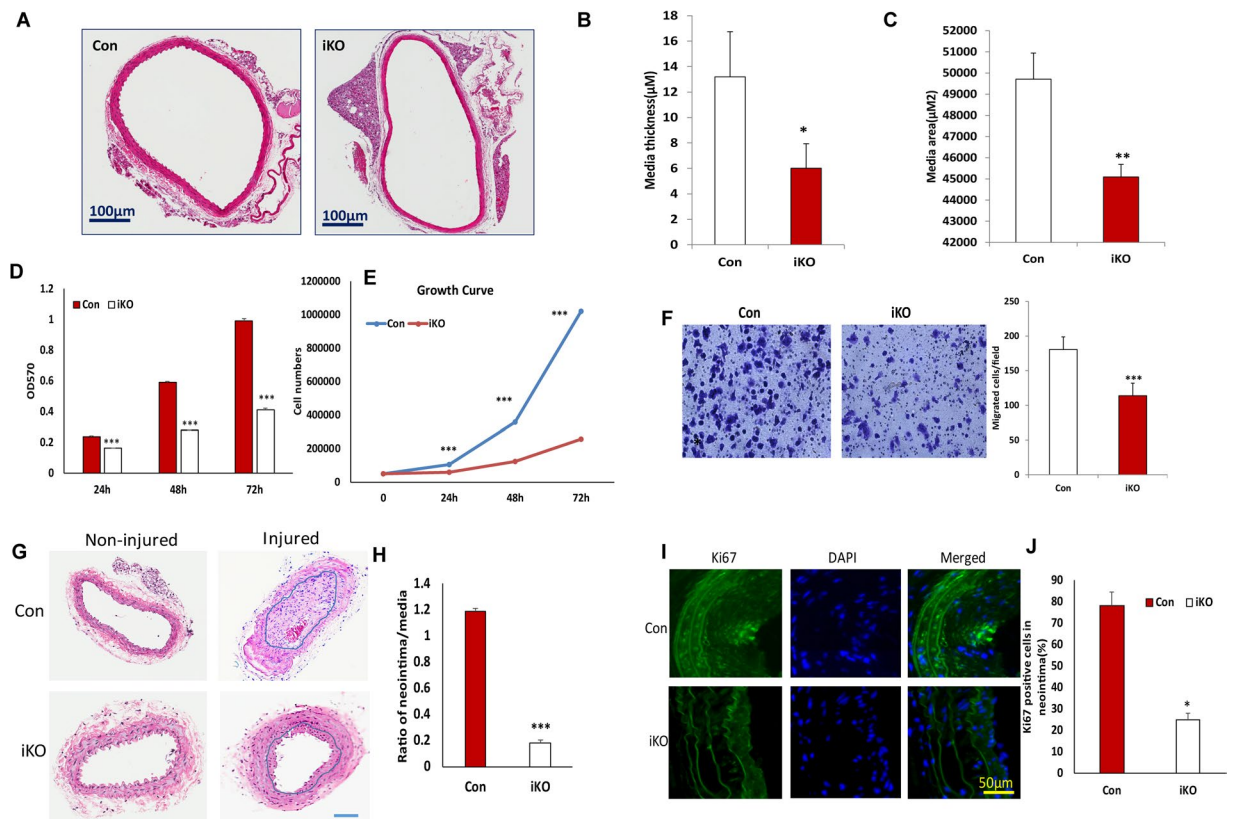 A
Con
100µm
iKO
100µm
B
Media thickness(µM)
18
16
14
12
10
8
6
4
2
0
*
Con
iKO
C
Media area(µM2)
52000
51000
50000
49000
48000
47000
46000
45000
44000
43000
42000
**
Con
iKO
D
OD570
1.2
1
0.8
0.6
0.4
0.2
0
Con
iKO
***
***
***
24h
48h
72h
E
Growth Curve
Con
iKO
Cell numbers
1200000
1000000
800000
600000
400000
200000
0
***
***
***
0
24h
48h
72h
F
Con
iKO
Migrated cells/field
250
200
150
100
50
0
***
Con
iKO
G
Non-injured
Injured
Con
iKO
H
Ratio of neointima/media
1.4
1.2
1
0.8
0.6
0.4
0.2
0
***
Con
iKO
I
Ki67
DAPI
Merged
Con
iKO
50µm
J
Ki67 positive cells in
neointima(%)
90
80
70
60
50
40
30
20
10
0
Con
iKO
*
Con
iKO